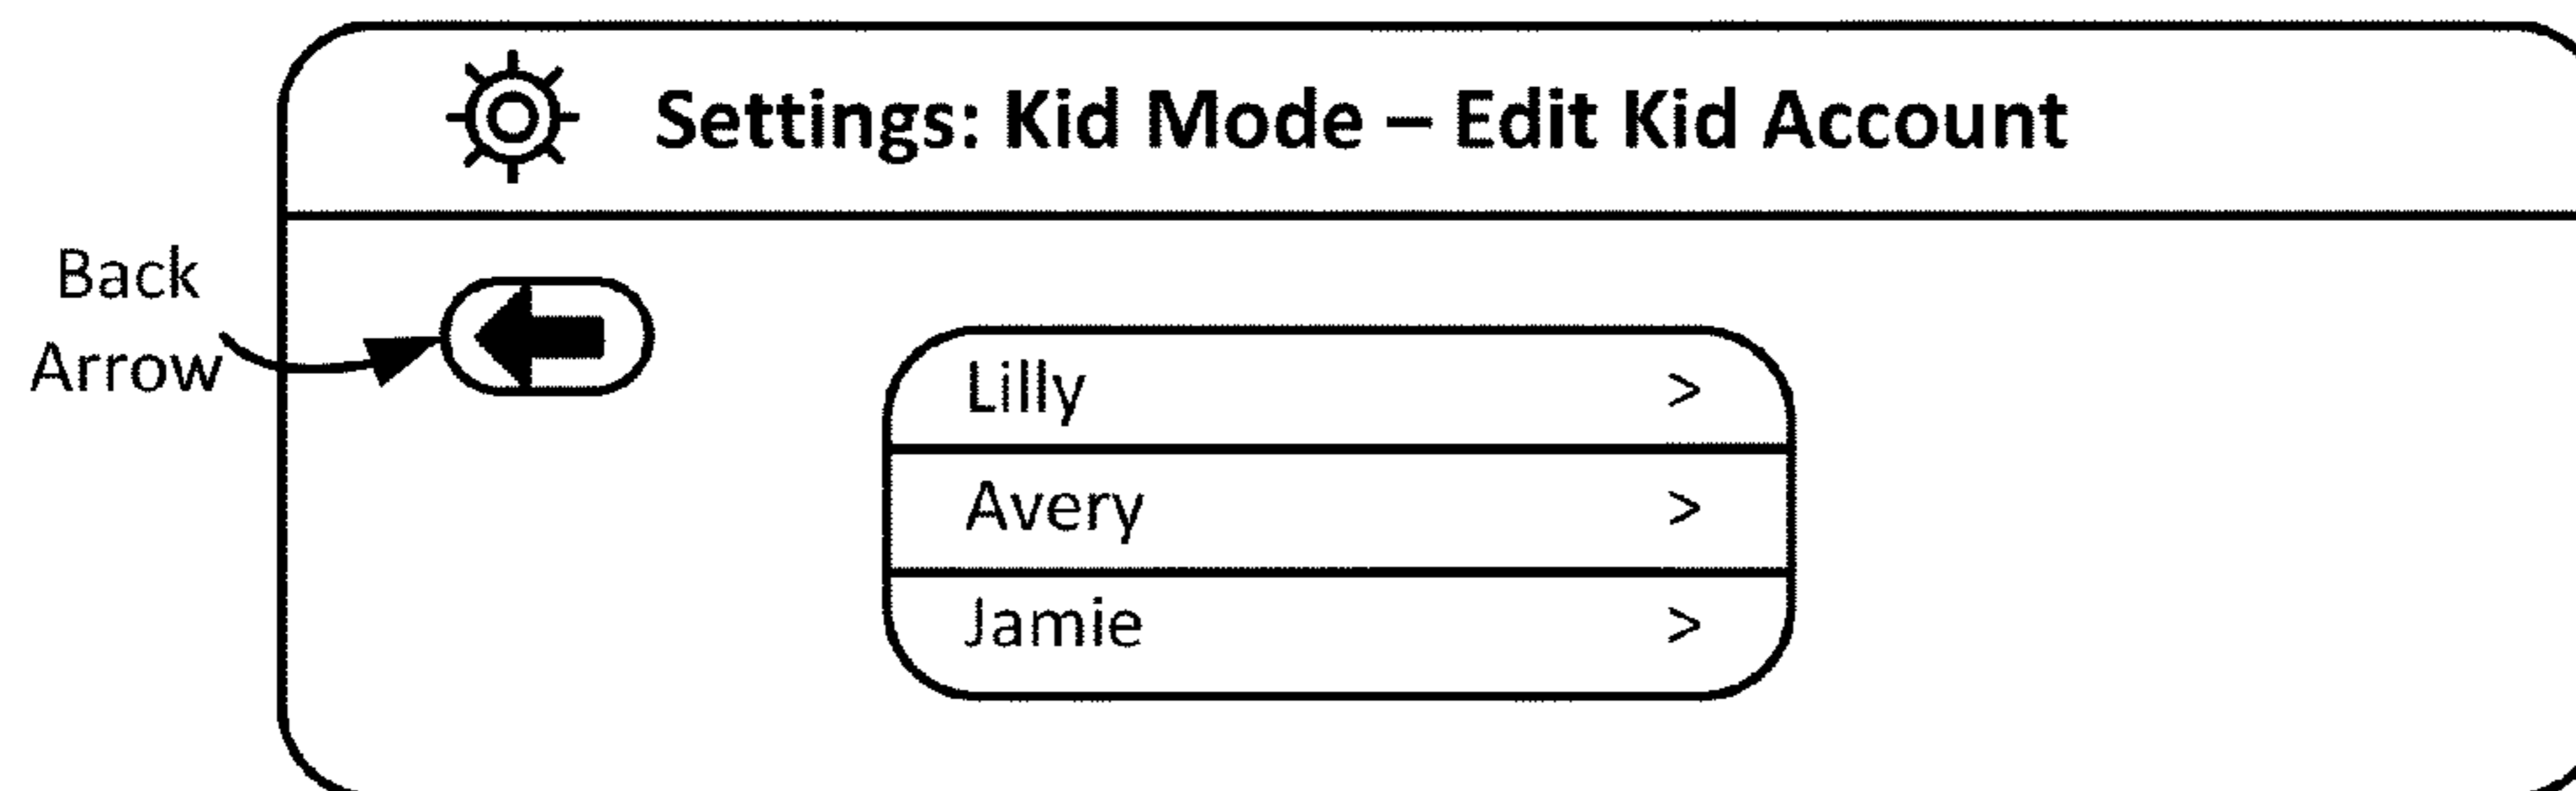 Settings: Kid Mode – Edit Kid Account
Back
Arrow
Lilly >
Avery >
Jamie >